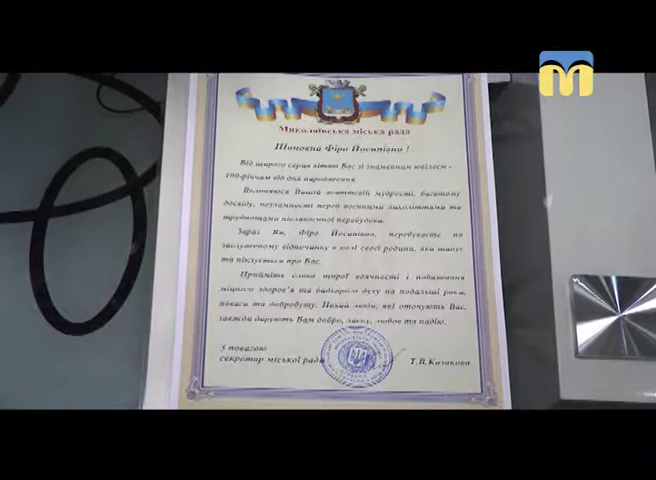 М
Миколаївська міська рада
Шановна Фіро Йосипівно !
Від щирого серця вітаю Вас зі знаменним ювілеєм -
100-річчям від дня народження.
Вклоняюся Вашій життєвій мудрості, багатому
досвіду, незламності перед воєнними лихоліттями та
труднощами післявоєнної перебудови.
Зараз Ви, Фіро Йосипівно, перебуваєте на
заслуженому відпочинку в колі своєї родини, яка шанує
та піклується про Вас.
Прийміть слова щирої вдячності і побажання
міцного здоров'я та бадьорого духу на подальші роки,
поваги та добробуту. Нехай люди, які оточують Вас,
завжди дарують Вам добро, ласку, любов та надію.
З повагою
секретар міської ради
Т.В.Казакова